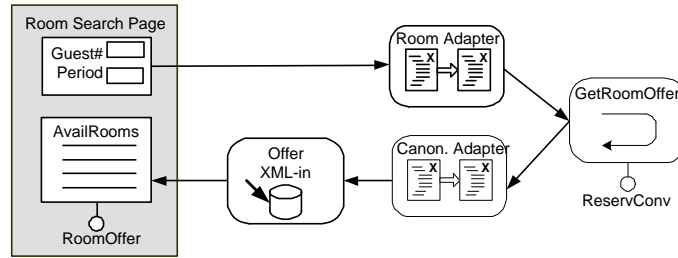 Room Search Page
Guest#
Period
AvailRooms
RoomOffer
Room Adapter
X
X
GetRoomOffer
ReservConv
Canon. Adapter
X
X
Offer
XML-in